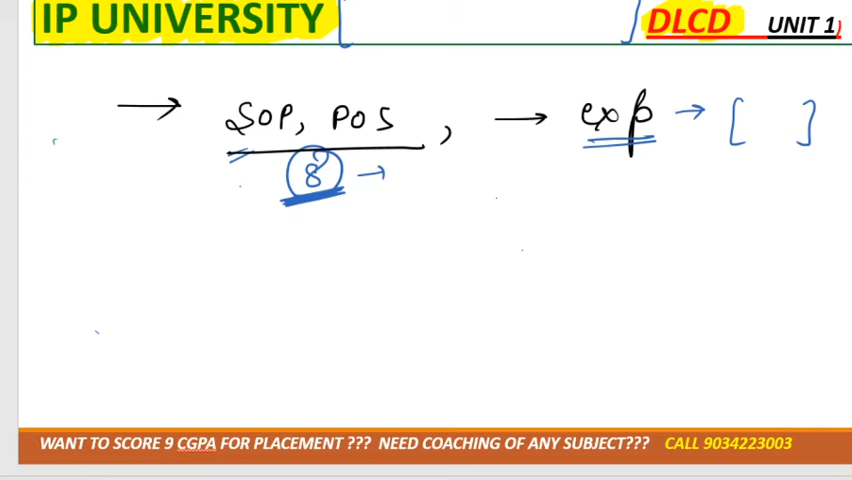 IP UNIVERSITY DLCD UNIT 1)
→ SOP, POS , → exp → [ ]
8 →
WANT TO SCORE 9 CGPA FOR PLACEMENT ??? NEED COACHING OF ANY SUBJECT??? CALL 9034223003